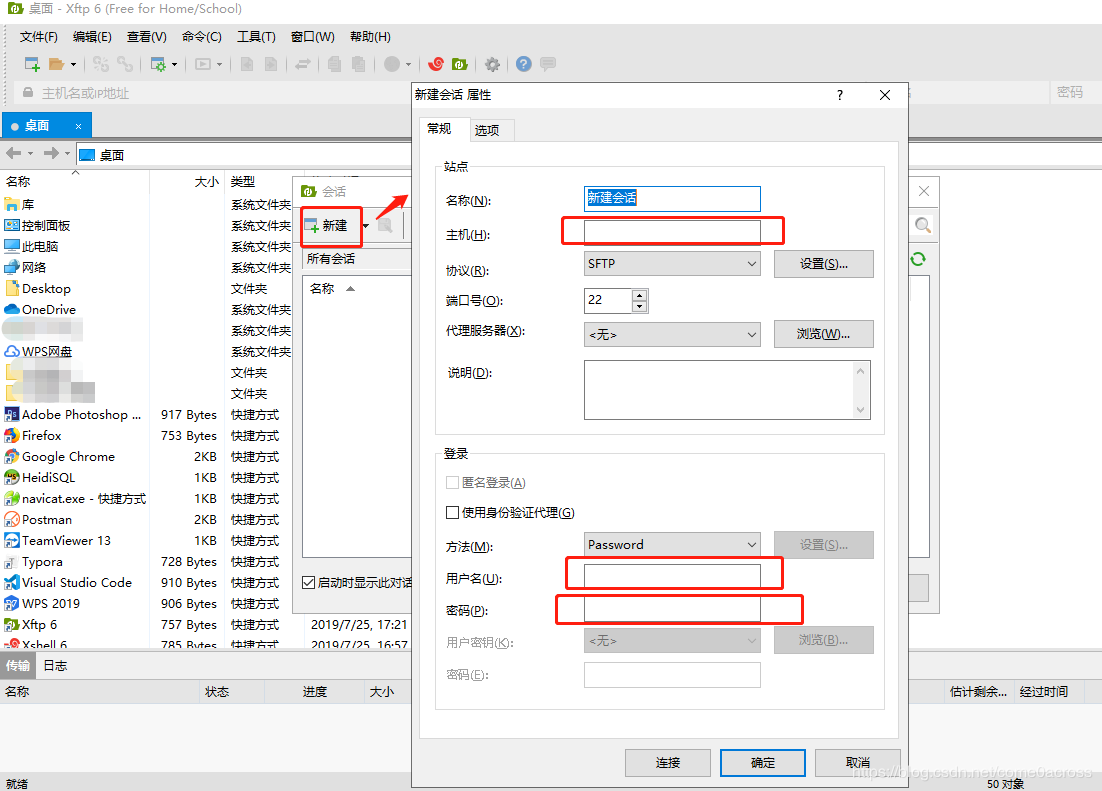 桌面 - Xftp 6 (Free for Home/School)
文件(F) 编辑(E) 查看(V) 命令(C) 工具(T) 窗口(W) 帮助(H)
主机名或IP地址
密码
桌面 ×
桌面
名称 大小 类型
库 系统文件夹
控制面板 系统文件夹
此电脑 系统文件夹
网络 系统文件夹
Desktop 文件夹
OneDrive 系统文件夹
系统文件夹
WPS网盘 系统文件夹
文件夹
文件夹
Adobe Photoshop ... 917 Bytes 快捷方式
Firefox 753 Bytes 快捷方式
Google Chrome 2KB 快捷方式
HeidiSQL 1KB 快捷方式
navicat.exe - 快捷方式 1KB 快捷方式
Postman 2KB 快捷方式
TeamViewer 13 1KB 快捷方式
Typora 728 Bytes 快捷方式
Visual Studio Code 910 Bytes 快捷方式
WPS 2019 906 Bytes 快捷方式
Xftp 6 757 Bytes 快捷方式 2019/7/25, 17:21
Xshell 6 785 Bytes 快捷方式 2019/7/25, 16:57
会话
新建
所有会话
名称
启动时显示此对话
新建会话 属性
常规 选项
站点
名称(N): 新建会话
主机(H):
协议(R): SFTP 设置(S)...
端口号(O): 22
代理服务器(X): <无> 浏览(W)...
说明(D):
登录
匿名登录(A)
使用身份验证代理(G)
方法(M): Password 设置(S)...
用户名(U):
密码(P):
用户密钥(K): <无> 浏览(B)...
密码(E):
连接 确定 取消
传输 日志
名称 状态 进度 大小 估计剩余... 经过时间
就绪 50 对象
https://blog.csdn.net/come0across